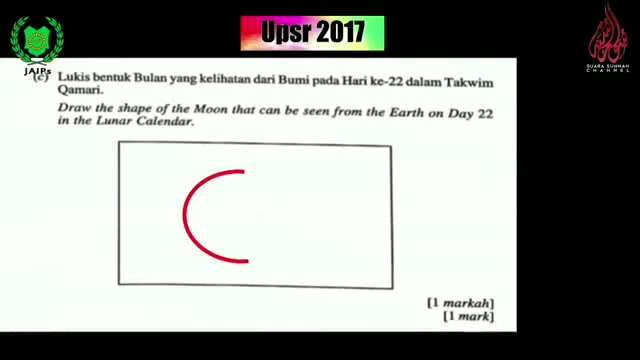 Upsr 2017
JAIPs
SUARA SUNNAH
CHANNEL
(c) Lukis bentuk Bulan yang kelihatan dari Bumi pada Hari ke-22 dalam Takwim
Qamari.
Draw the shape of the Moon that can be seen from the Earth on Day 22
in the Lunar Calendar.
[1 markah]
[1 mark]